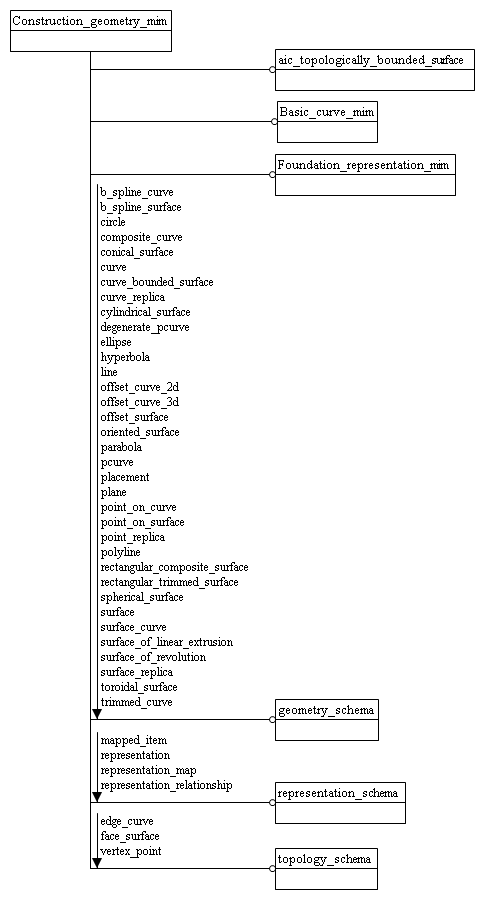 Construction_geometry_mim
aic_topologically_bounded_surface
Basic_curve_mim
Foundation_representation_mim
b_spline_curve
b_spline_surface
circle
composite_curve
conical_surface
curve
curve_bounded_surface
curve_replica
cylindrical_surface
degenerate_pcurve
ellipse
hyperbola
line
offset_curve_2d
offset_curve_3d
offset_surface
oriented_surface
parabola
pcurve
placement
plane
point_on_curve
point_on_surface
point_replica
polyline
rectangular_composite_surface
rectangular_trimmed_surface
spherical_surface
surface
surface_curve
surface_of_linear_extrusion
surface_of_revolution
surface_replica
toroidal_surface
trimmed_curve
geometry_schema
mapped_item
representation
representation_map
representation_relationship
representation_schema
edge_curve
face_surface
vertex_point
topology_schema